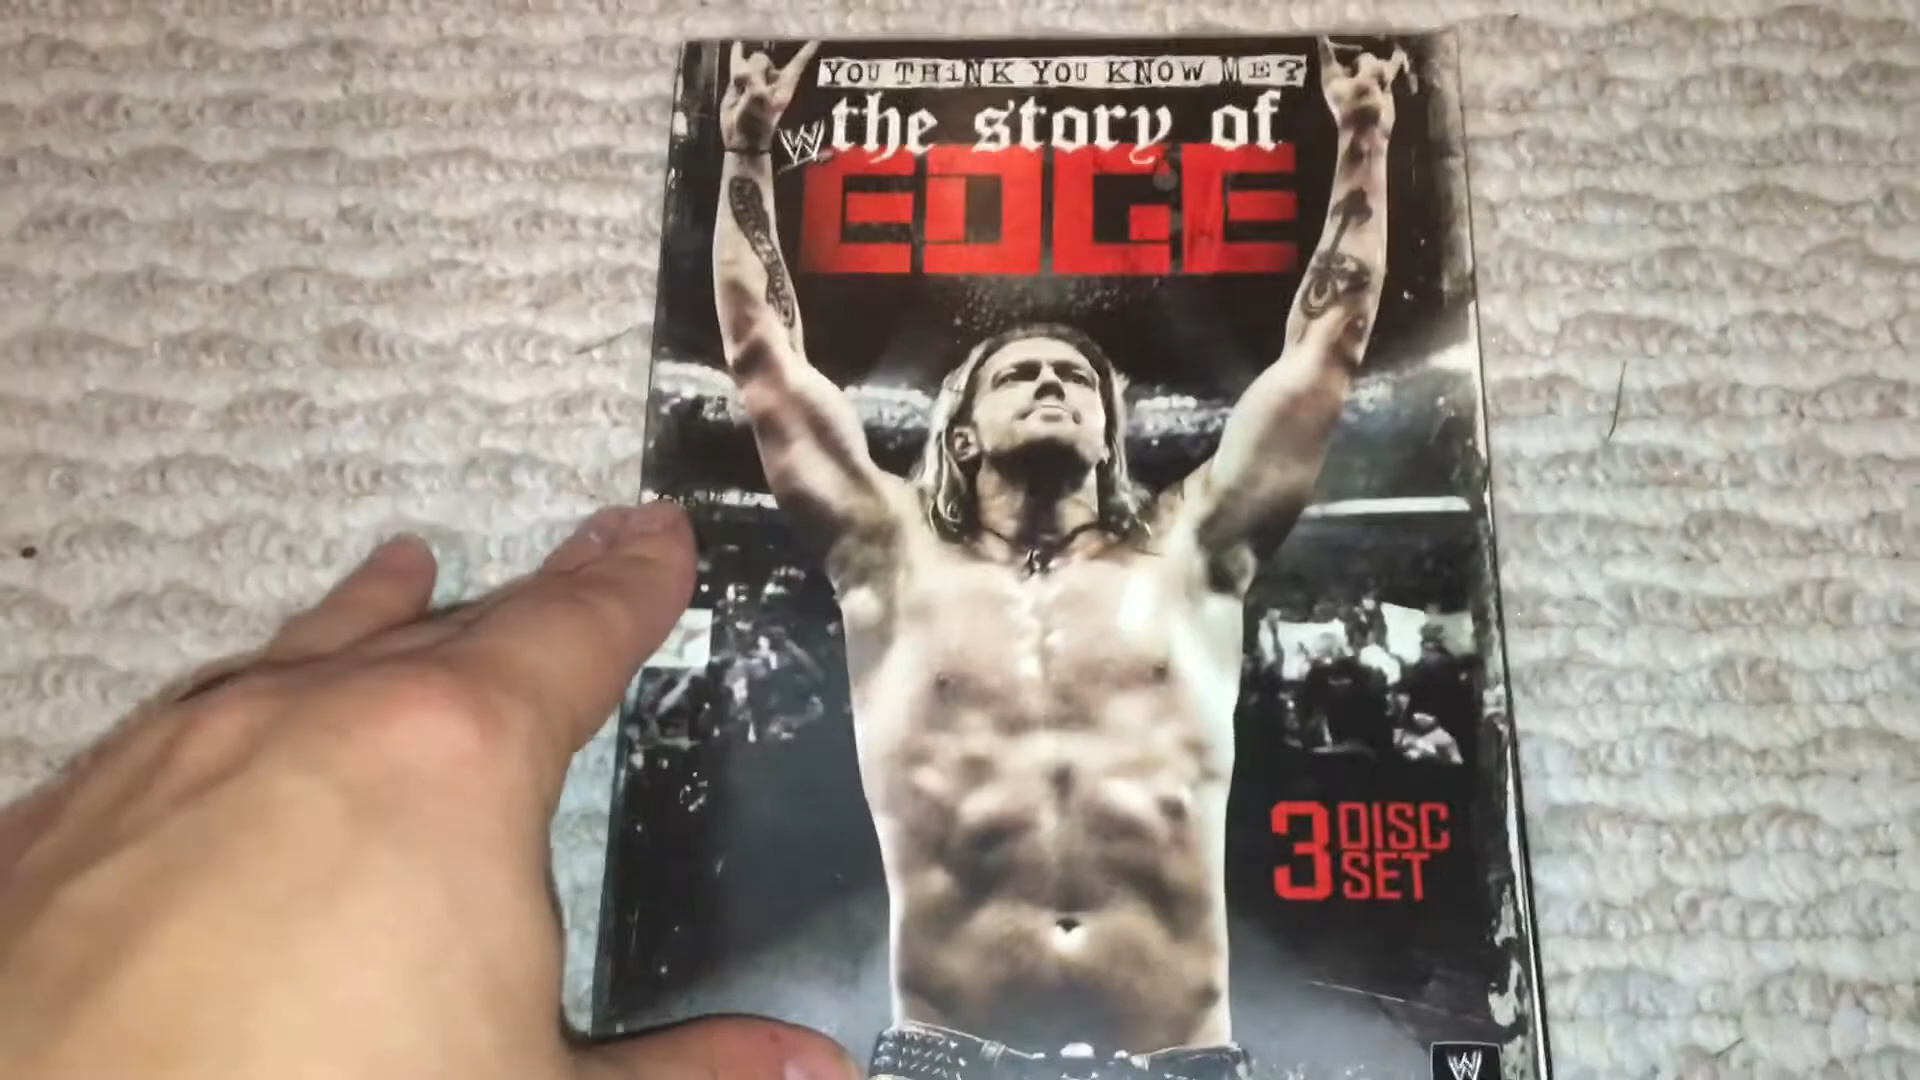 YOU THINK YOU KNOW ME?
W the story of
EDGE
3 DISC
SET
W